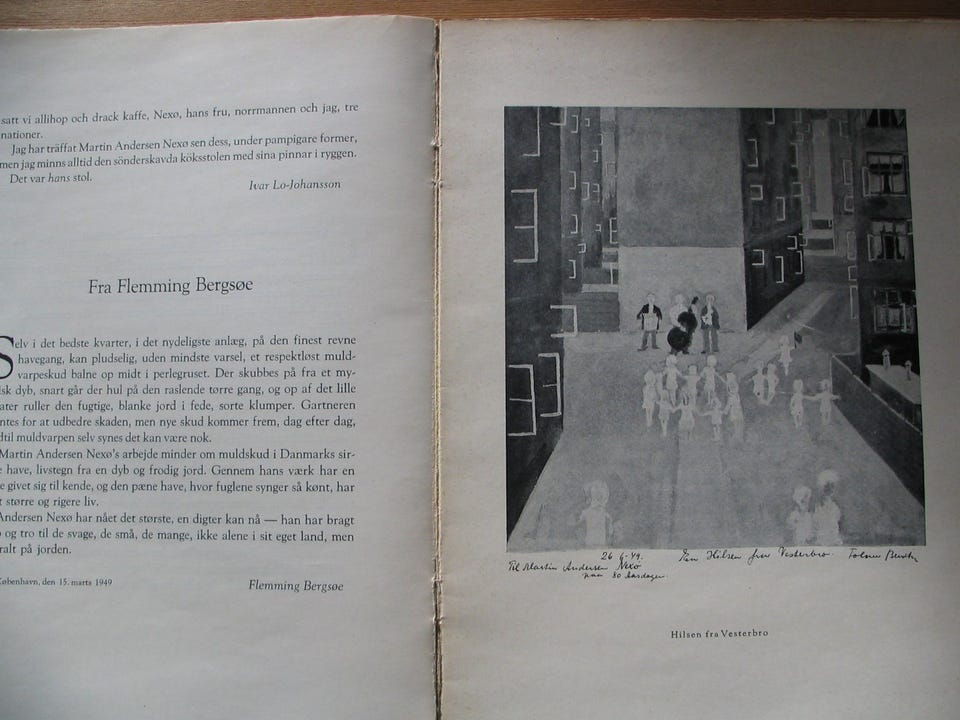 satt vi allihop och drack kaffe, Nexø, hans fru, norrmannen och jag, tre
nationer.
Jag har träffat Martin Andersen Nexø sen dess, under pampigare former,
men jag minns alltid den sönderskavda köksstolen med sina pinnar i ryggen.
Det var hans stol.
Ivar Lo-Johansson
Fra Flemming Bergsøe
Selv i det bedste kvarter, i det nydeligste anlæg, på den finest revne
havegang, kan pludselig, uden mindste varsel, et respektløst muld-
varpeskud balne op midt i perlegruset. Der skubbes på fra et my-
sk dyb, snart går der hul på den raslende tørre gang, og op af det lille
ater ruller den fugtige, blanke jord i fede, sorte klumper. Gartneren
ntes for at udbedre skaden, men nye skud kommer frem, dag efter dag,
dtil muldvarpen selv synes det kan være nok.
Martin Andersen Nexø's arbejde minder om muldskud i Danmarks sir-
e have, livstegn fra en dyb og frodig jord. Gennem hans værk har en
e givet sig til kende, og den pæne have, hvor fuglene synger så kønt, har
t større og rigere liv.
Andersen Nexø har nået det største, en digter kan nå — han har bragt
og tro til de svage, de små, de mange, ikke alene i sit eget land, men
ralt på jorden.
København, den 15. marts 1949
Flemming Bergsøe
26 6-49. En Hilsen fra Vesterbro.
Til Martin Andersen Nexø
paa 80 Aarsdagen.
Hilsen fra Vesterbro